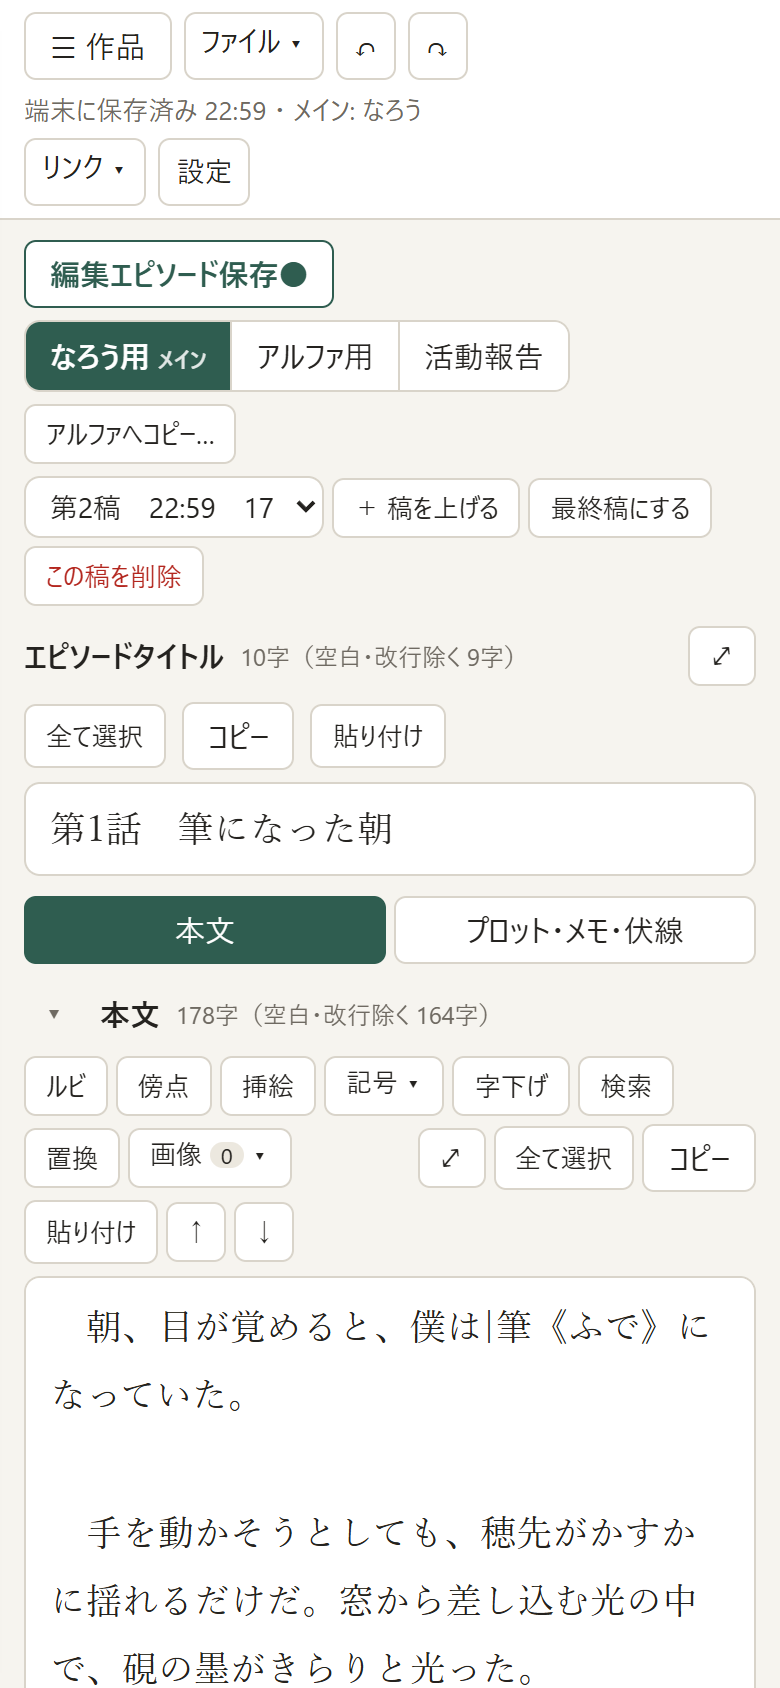 ☰ 作品 ファイル ▾ ↶ ↷
端末に保存済み 22:59・メイン: なろう
リンク ▾ 設定
編集エピソード保存●
なろう用 メイン アルファ用 活動報告
アルファへコピー…
第2稿　22:59　17 ＋ 稿を上げる 最終稿にする
この稿を削除
エピソードタイトル 10字（空白・改行除く 9字） ⤢
全て選択 コピー 貼り付け
第1話　筆になった朝
本文 プロット・メモ・伏線
▾ 本文 178字（空白・改行除く 164字）
ルビ 傍点 挿絵 記号 ▾ 字下げ 検索
置換 画像 0 ▾ ⤢ 全て選択 コピー
貼り付け ↑ ↓
　朝、目が覚めると、僕は|筆《ふで》に
なっていた。
　手を動かそうとしても、穂先がかすか
に揺れるだけだ。窓から差し込む光の中
で、硯の墨がきらりと光った。